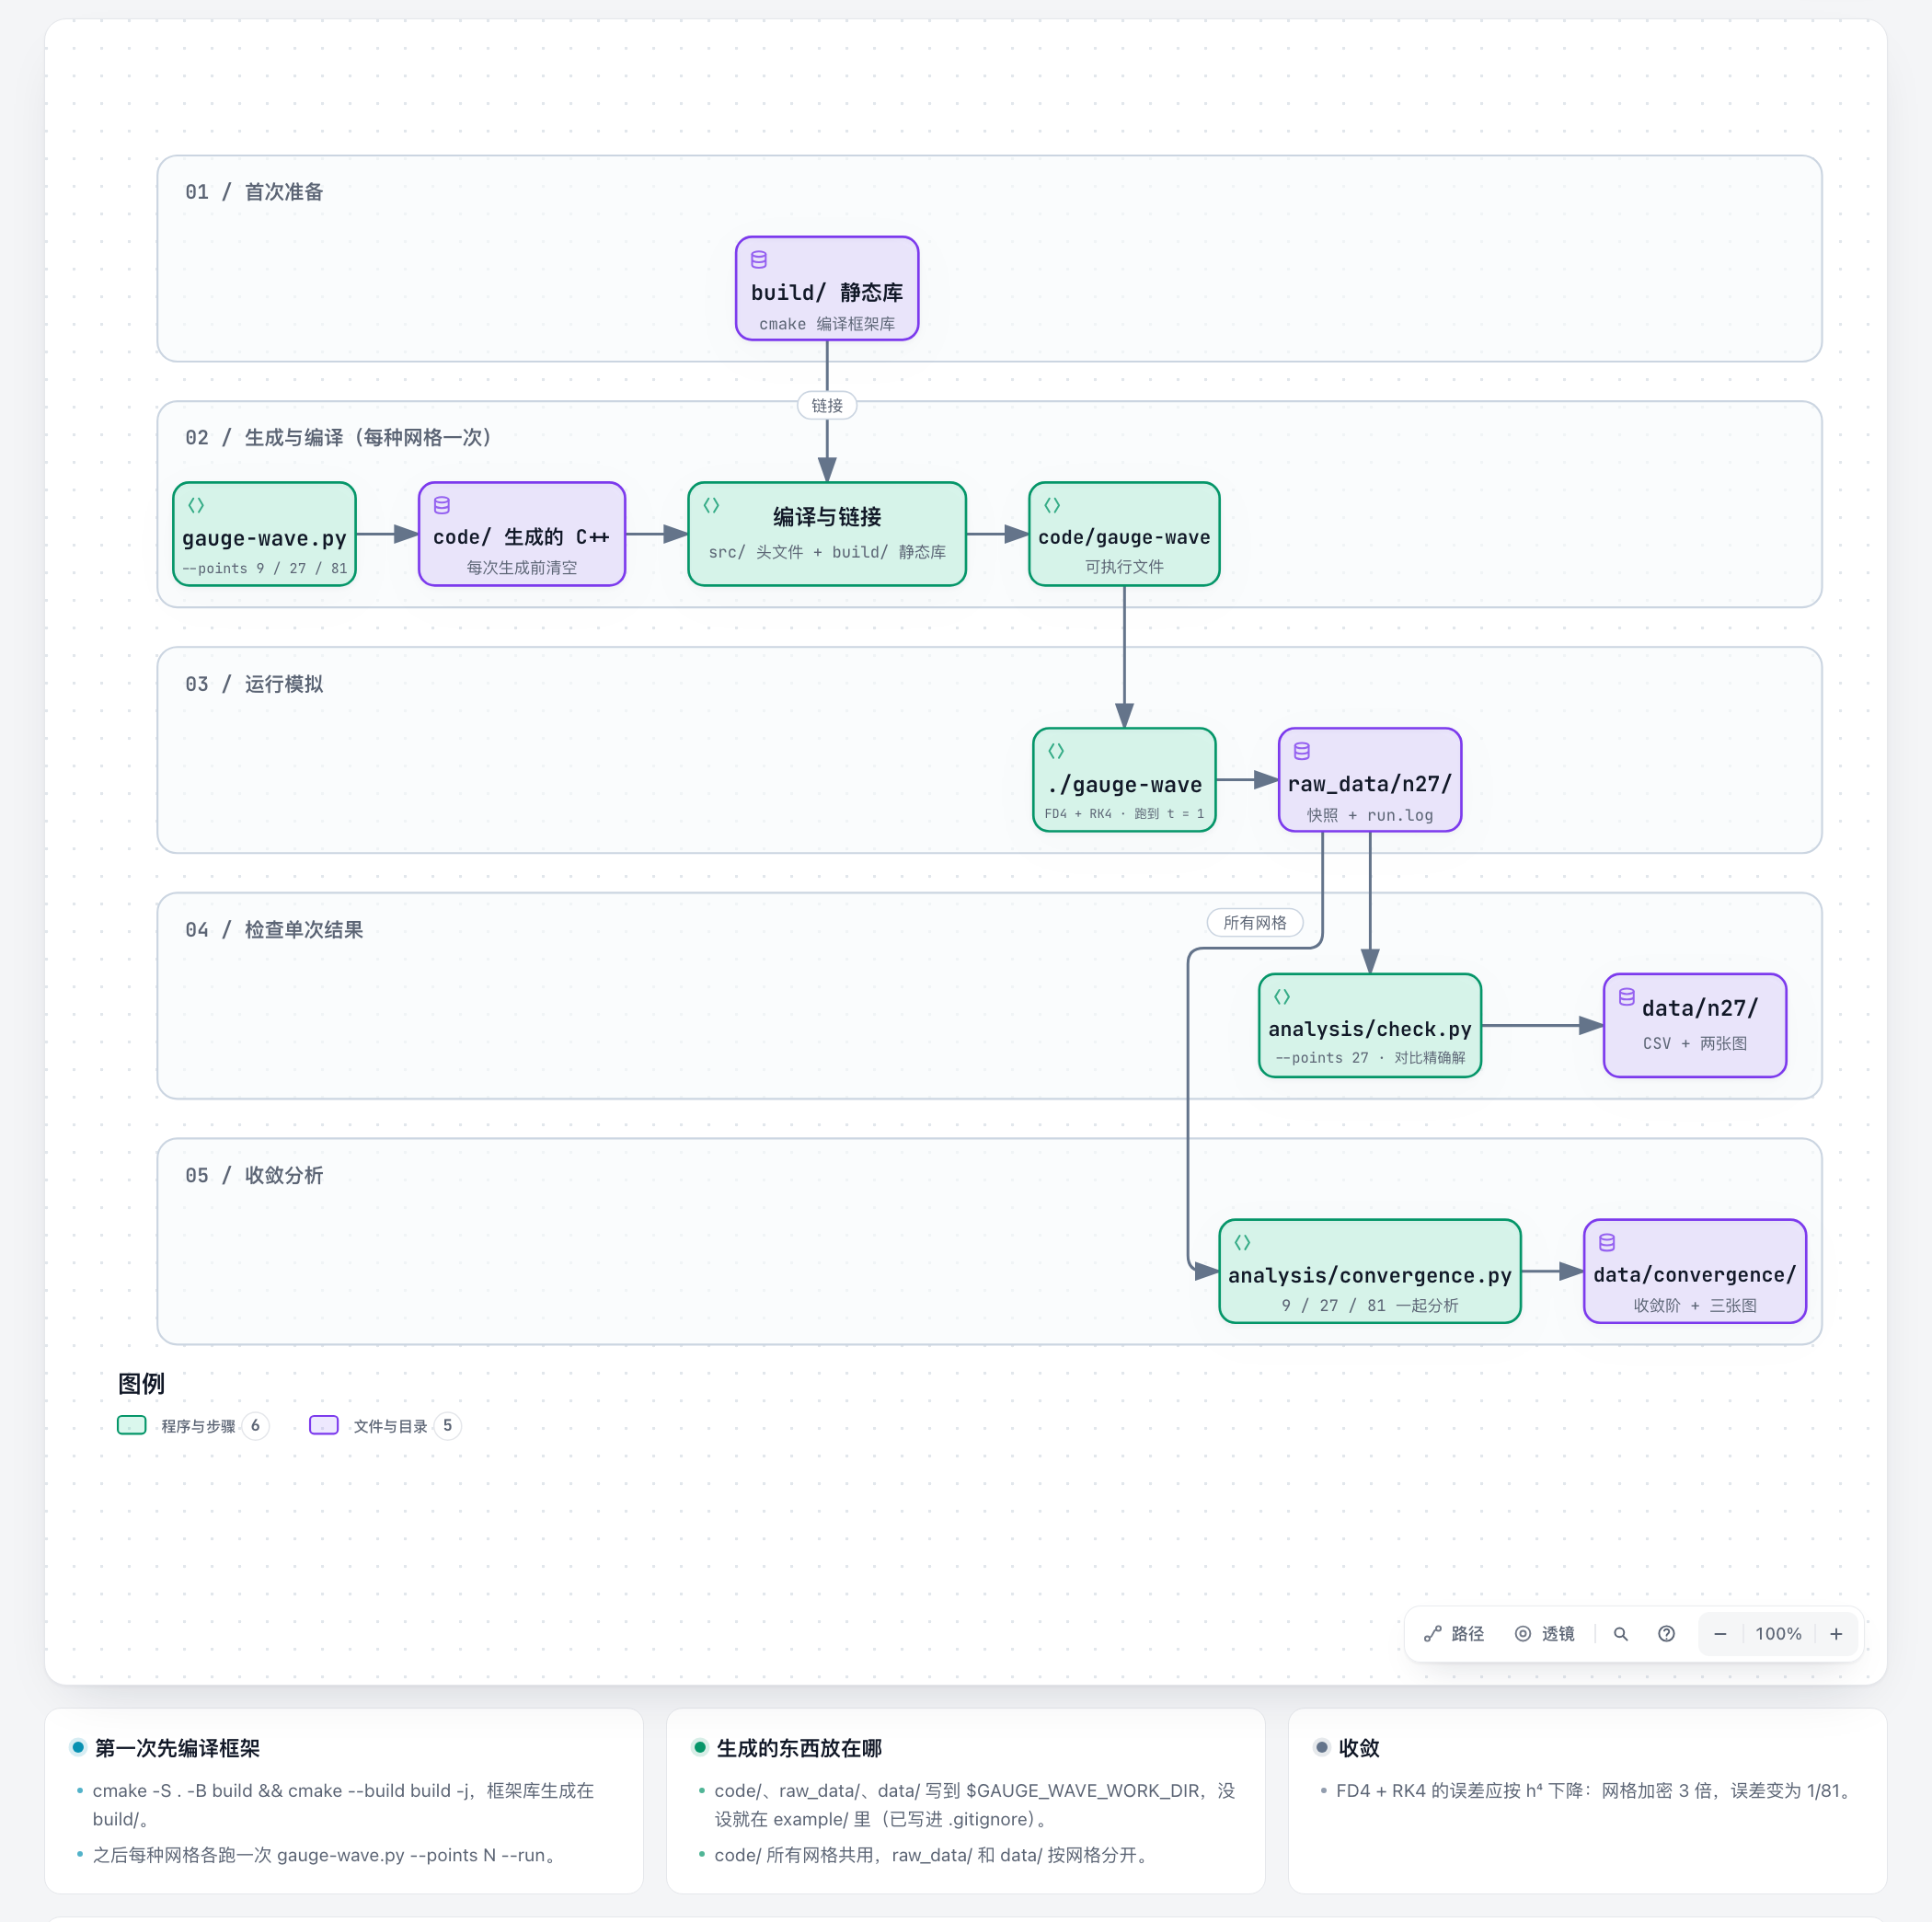 01 / 首次准备
build/ 静态库
cmake 编译框架库
链接
02 / 生成与编译（每种网格一次）
gauge-wave.py
--points 9 / 27 / 81
code/ 生成的 C++
每次生成前清空
编译与链接
src/ 头文件 + build/ 静态库
code/gauge-wave
可执行文件
03 / 运行模拟
./gauge-wave
FD4 + RK4 · 跑到 t = 1
raw_data/n27/
快照 + run.log
04 / 检查单次结果
所有网格
analysis/check.py
--points 27 · 对比精确解
data/n27/
CSV + 两张图
05 / 收敛分析
analysis/convergence.py
9 / 27 / 81 一起分析
data/convergence/
收敛阶 + 三张图
图例
程序与步骤 6
文件与目录 5
路径
透镜
100%
第一次先编译框架
cmake -S . -B build && cmake --build build -j，框架库生成在
build/。
之后每种网格各跑一次 gauge-wave.py --points N --run。
生成的东西放在哪
code/、raw_data/、data/ 写到 $GAUGE_WAVE_WORK_DIR，没
设就在 example/ 里（已写进 .gitignore）。
code/ 所有网格共用，raw_data/ 和 data/ 按网格分开。
收敛
FD4 + RK4 的误差应按 h⁴ 下降：网格加密 3 倍，误差变为 1/81。